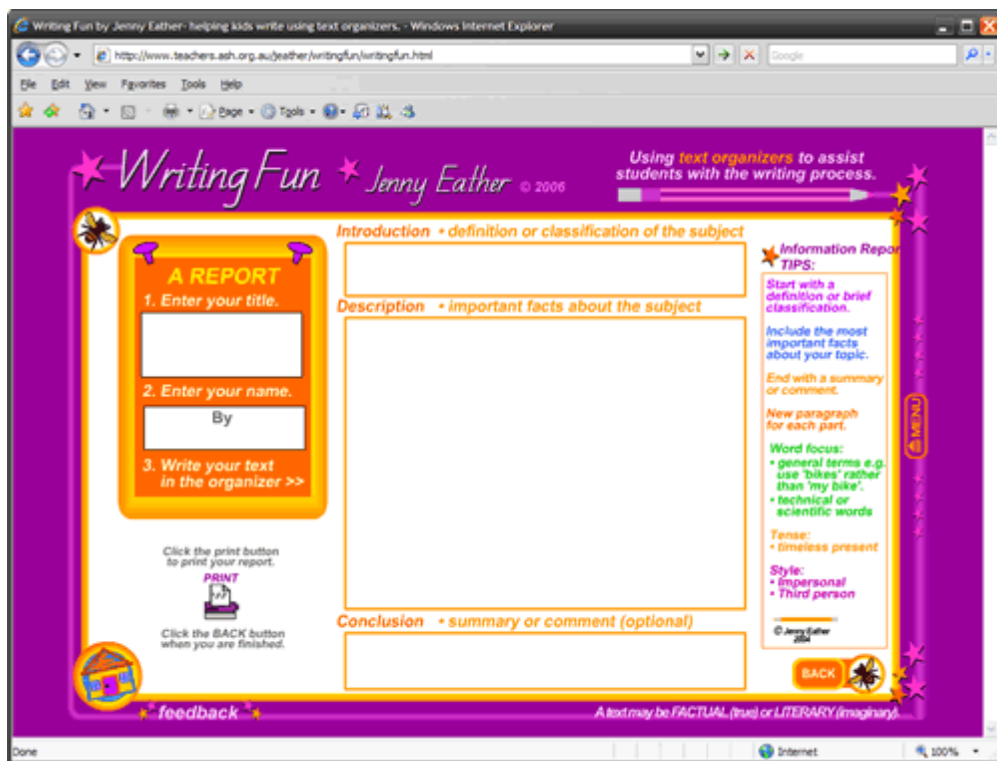 Writing Fun by Jenny Eather- helping kids write using text organizers. - Windows Internet Explorer
http://www.teachers.ash.org.au/jeather/writingfun/writingfun.html
Google
File Edit View Favorites Tools Help
Page Tools
Writing Fun Jenny Eather © 2006
Using text organizers to assist
students with the writing process.
A REPORT
1. Enter your title.
2. Enter your name.
By
3. Write your text
in the organizer >>
Click the print button
to print your report.
PRINT
Click the BACK button
when you are finished.
Introduction • definition or classification of the subject
Description • important facts about the subject
Conclusion • summary or comment (optional)
Information Repor
TIPS:
Start with a
definition or brief
classification.
Include the most
important facts
about your topic.
End with a summary
or comment.
New paragraph
for each part.
Word focus:
• general terms e.g.
use 'bikes' rather
than 'my bike'.
• technical or
scientific words
Tense:
• timeless present
Style:
• Impersonal
• Third person
© Jenny Eather
2004
MENU
BACK
feedback
A text may be FACTUAL (true) or LITERARY (imaginary).
Done
Internet
100%